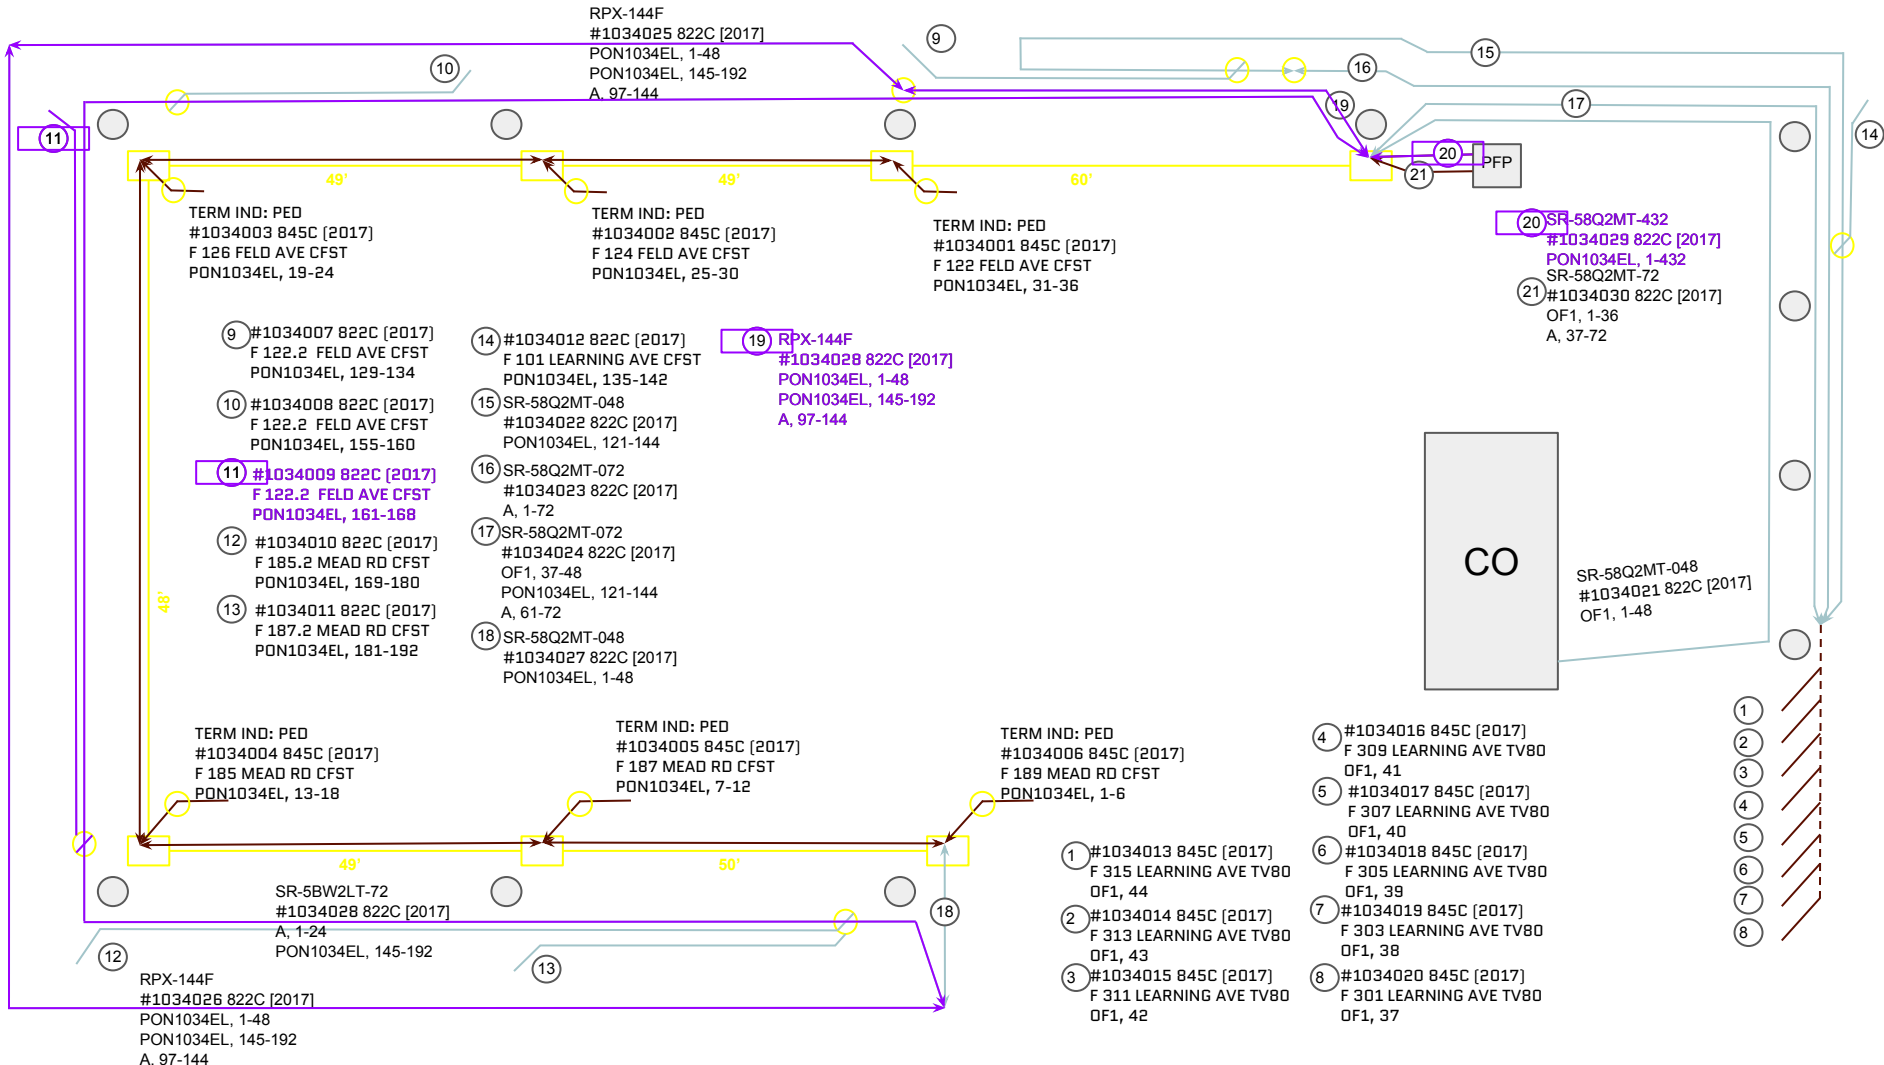 RPX-144F
#1034025 822C [2017]
PON1034EL, 1-48
PON1034EL, 145-192
A, 97-144
9
10
15
16
17
14
19
11
20
PFP
21
49'
49'
60'
TERM IND: PED
#1034003 845C [2017]
F 126 FELD AVE CFST
PON1034EL, 19-24
TERM IND: PED
#1034002 845C [2017]
F 124 FELD AVE CFST
PON1034EL, 25-30
TERM IND: PED
#1034001 845C [2017]
F 122 FELD AVE CFST
PON1034EL, 31-36
20
SR-58Q2MT-432
#1034029 822C [2017]
PON1034EL, 1-432
21
SR-58Q2MT-72
#1034030 822C [2017]
OF1, 1-36
A, 37-72
9
#1034007 822C [2017]
F 122.2 FELD AVE CFST
PON1034EL, 129-134
10
#1034008 822C [2017]
F 122.2 FELD AVE CFST
PON1034EL, 155-160
11
#1034009 822C [2017]
F 122.2 FELD AVE CFST
PON1034EL, 161-168
12
#1034010 822C [2017]
F 185.2 MEAD RD CFST
PON1034EL, 169-180
13
#1034011 822C [2017]
F 187.2 MEAD RD CFST
PON1034EL, 181-192
14
#1034012 822C [2017]
F 101 LEARNING AVE CFST
PON1034EL, 135-142
15
SR-58Q2MT-048
#1034022 822C [2017]
PON1034EL, 121-144
16
SR-58Q2MT-072
#1034023 822C [2017]
A, 1-72
17
SR-58Q2MT-072
#1034024 822C [2017]
OF1, 37-48
PON1034EL, 121-144
A, 61-72
18
SR-58Q2MT-048
#1034027 822C [2017]
PON1034EL, 1-48
19
RPX-144F
#1034028 822C [2017]
PON1034EL, 1-48
PON1034EL, 145-192
A, 97-144
48'
CO
SR-58Q2MT-048
#1034021 822C [2017]
OF1, 1-48
TERM IND: PED
#1034004 845C [2017]
F 185 MEAD RD CFST
PON1034EL, 13-18
TERM IND: PED
#1034005 845C [2017]
F 187 MEAD RD CFST
PON1034EL, 7-12
TERM IND: PED
#1034006 845C [2017]
F 189 MEAD RD CFST
PON1034EL, 1-6
49'
50'
SR-5BW2LT-72
#1034028 822C [2017]
A, 1-24
PON1034EL, 145-192
12
13
18
RPX-144F
#1034026 822C [2017]
PON1034EL, 1-48
PON1034EL, 145-192
A, 97-144
1
#1034013 845C [2017]
F 315 LEARNING AVE TV80
OF1, 44
2
#1034014 845C [2017]
F 313 LEARNING AVE TV80
OF1, 43
3
#1034015 845C [2017]
F 311 LEARNING AVE TV80
OF1, 42
4
#1034016 845C [2017]
F 309 LEARNING AVE TV80
OF1, 41
5
#1034017 845C [2017]
F 307 LEARNING AVE TV80
OF1, 40
6
#1034018 845C [2017]
F 305 LEARNING AVE TV80
OF1, 39
7
#1034019 845C [2017]
F 303 LEARNING AVE TV80
OF1, 38
8
#1034020 845C [2017]
F 301 LEARNING AVE TV80
OF1, 37
1
2
3
4
5
6
7
8